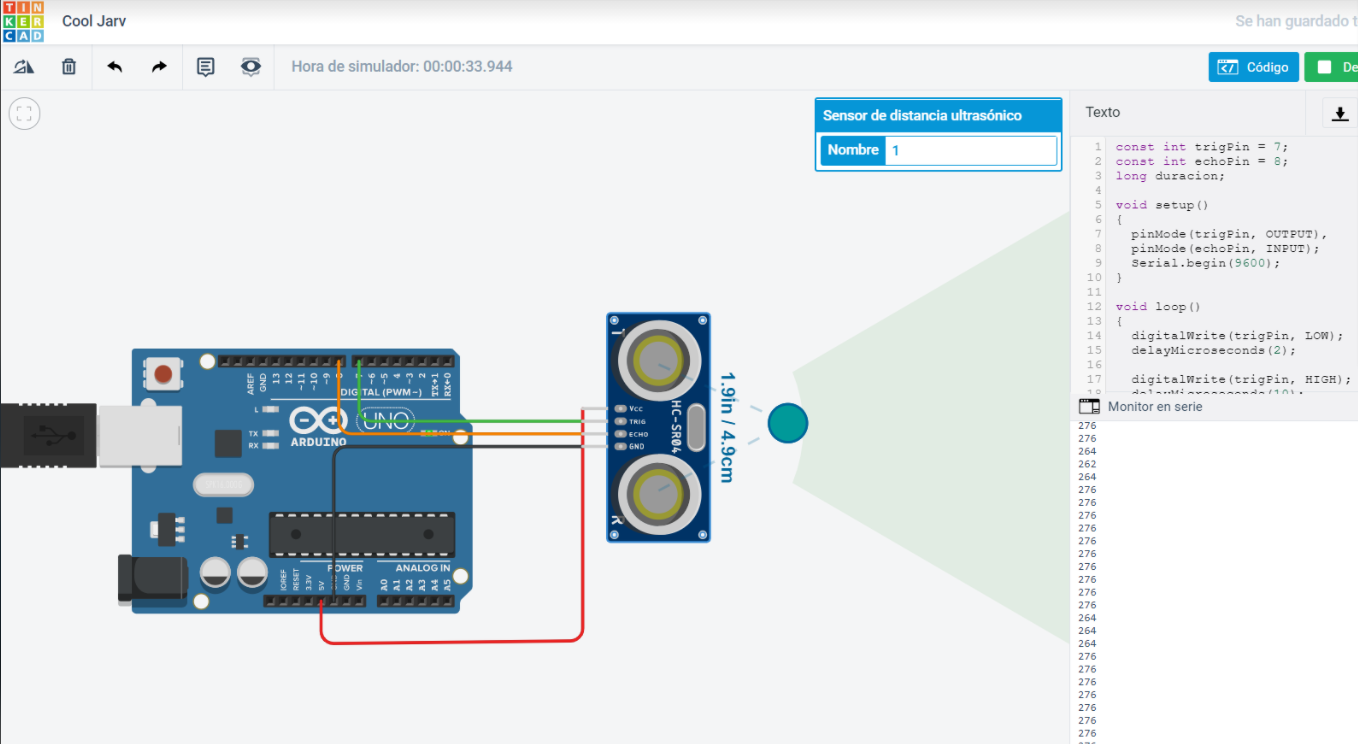 TIN
KER
CAD
Cool Jarv
Se han guardado t
Hora de simulador: 00:00:33.944
Código
De
Sensor de distancia ultrasónico
Nombre 1
Texto
1 const int trigPin = 7;
2 const int echoPin = 8;
3 long duracion;
4
5 void setup()
6 {
7 pinMode(trigPin, OUTPUT),
8 pinMode(echoPin, INPUT);
9 Serial.begin(9600);
10 }
11
12 void loop()
13 {
14 digitalWrite(trigPin, LOW);
15 delayMicroseconds(2);
16
17 digitalWrite(trigPin, HIGH);
18 delayMicroseconds(10);
Monitor en serie
276
276
264
262
264
276
276
276
276
276
276
276
276
276
276
264
264
264
276
276
276
276
276
276
276
276
AREF
GND
13
12
~11
~10
~9
8
7
~6
~5
4
~3
2
TX→1
RX←0
DIGITAL (PWM~)
L
TX
RX
UNO
ARDUINO
ON
IOREF
RESET
3.3V
5V
GND
Vin
POWER
ANALOG IN
A0
A1
A2
A3
A4
A5
T
Vcc
TRIG
ECHO
GND
HC-SR04
R
1.9in / 4.9cm